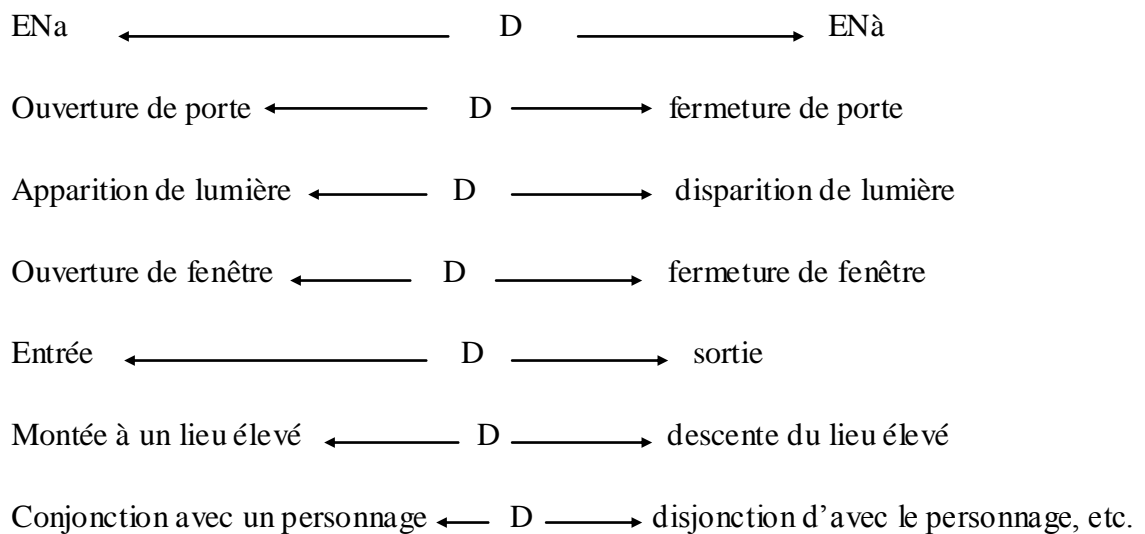 ENa D ENà
Ouverture de porte D fermeture de porte
Apparition de lumière D disparition de lumière
Ouverture de fenêtre D fermeture de fenêtre
Entrée D sortie
Montée à un lieu élevé D descente du lieu élevé
Conjonction avec un personnage D disjonction d'avec le personnage, etc.